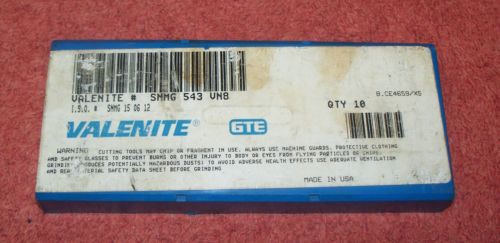 VALENITE # SNMG 543 VN8
I.S.O. # SNMG 15 06 12
B.CE4659/X5
QTY 10
VALENITE® GTE
WARNING: CUTTING TOOLS MAY CHIP OR FRAGMENT IN USE. ALWAYS USE MACHINE GUARDS, PROTECTIVE CLOTHING
AND SAFETY GLASSES TO PREVENT BURNS OR OTHER INJURY TO BODY OR EYES FROM FLYING PARTICLES OR CHIPS.
GRINDING PRODUCES POTENTIALLY HAZARDOUS DUSTS: TO AVOID ADVERSE HEALTH EFFECTS USE ADEQUATE VENTILATION
AND READ MATERIAL SAFETY DATA SHEET BEFORE GRINDING
MADE IN USA